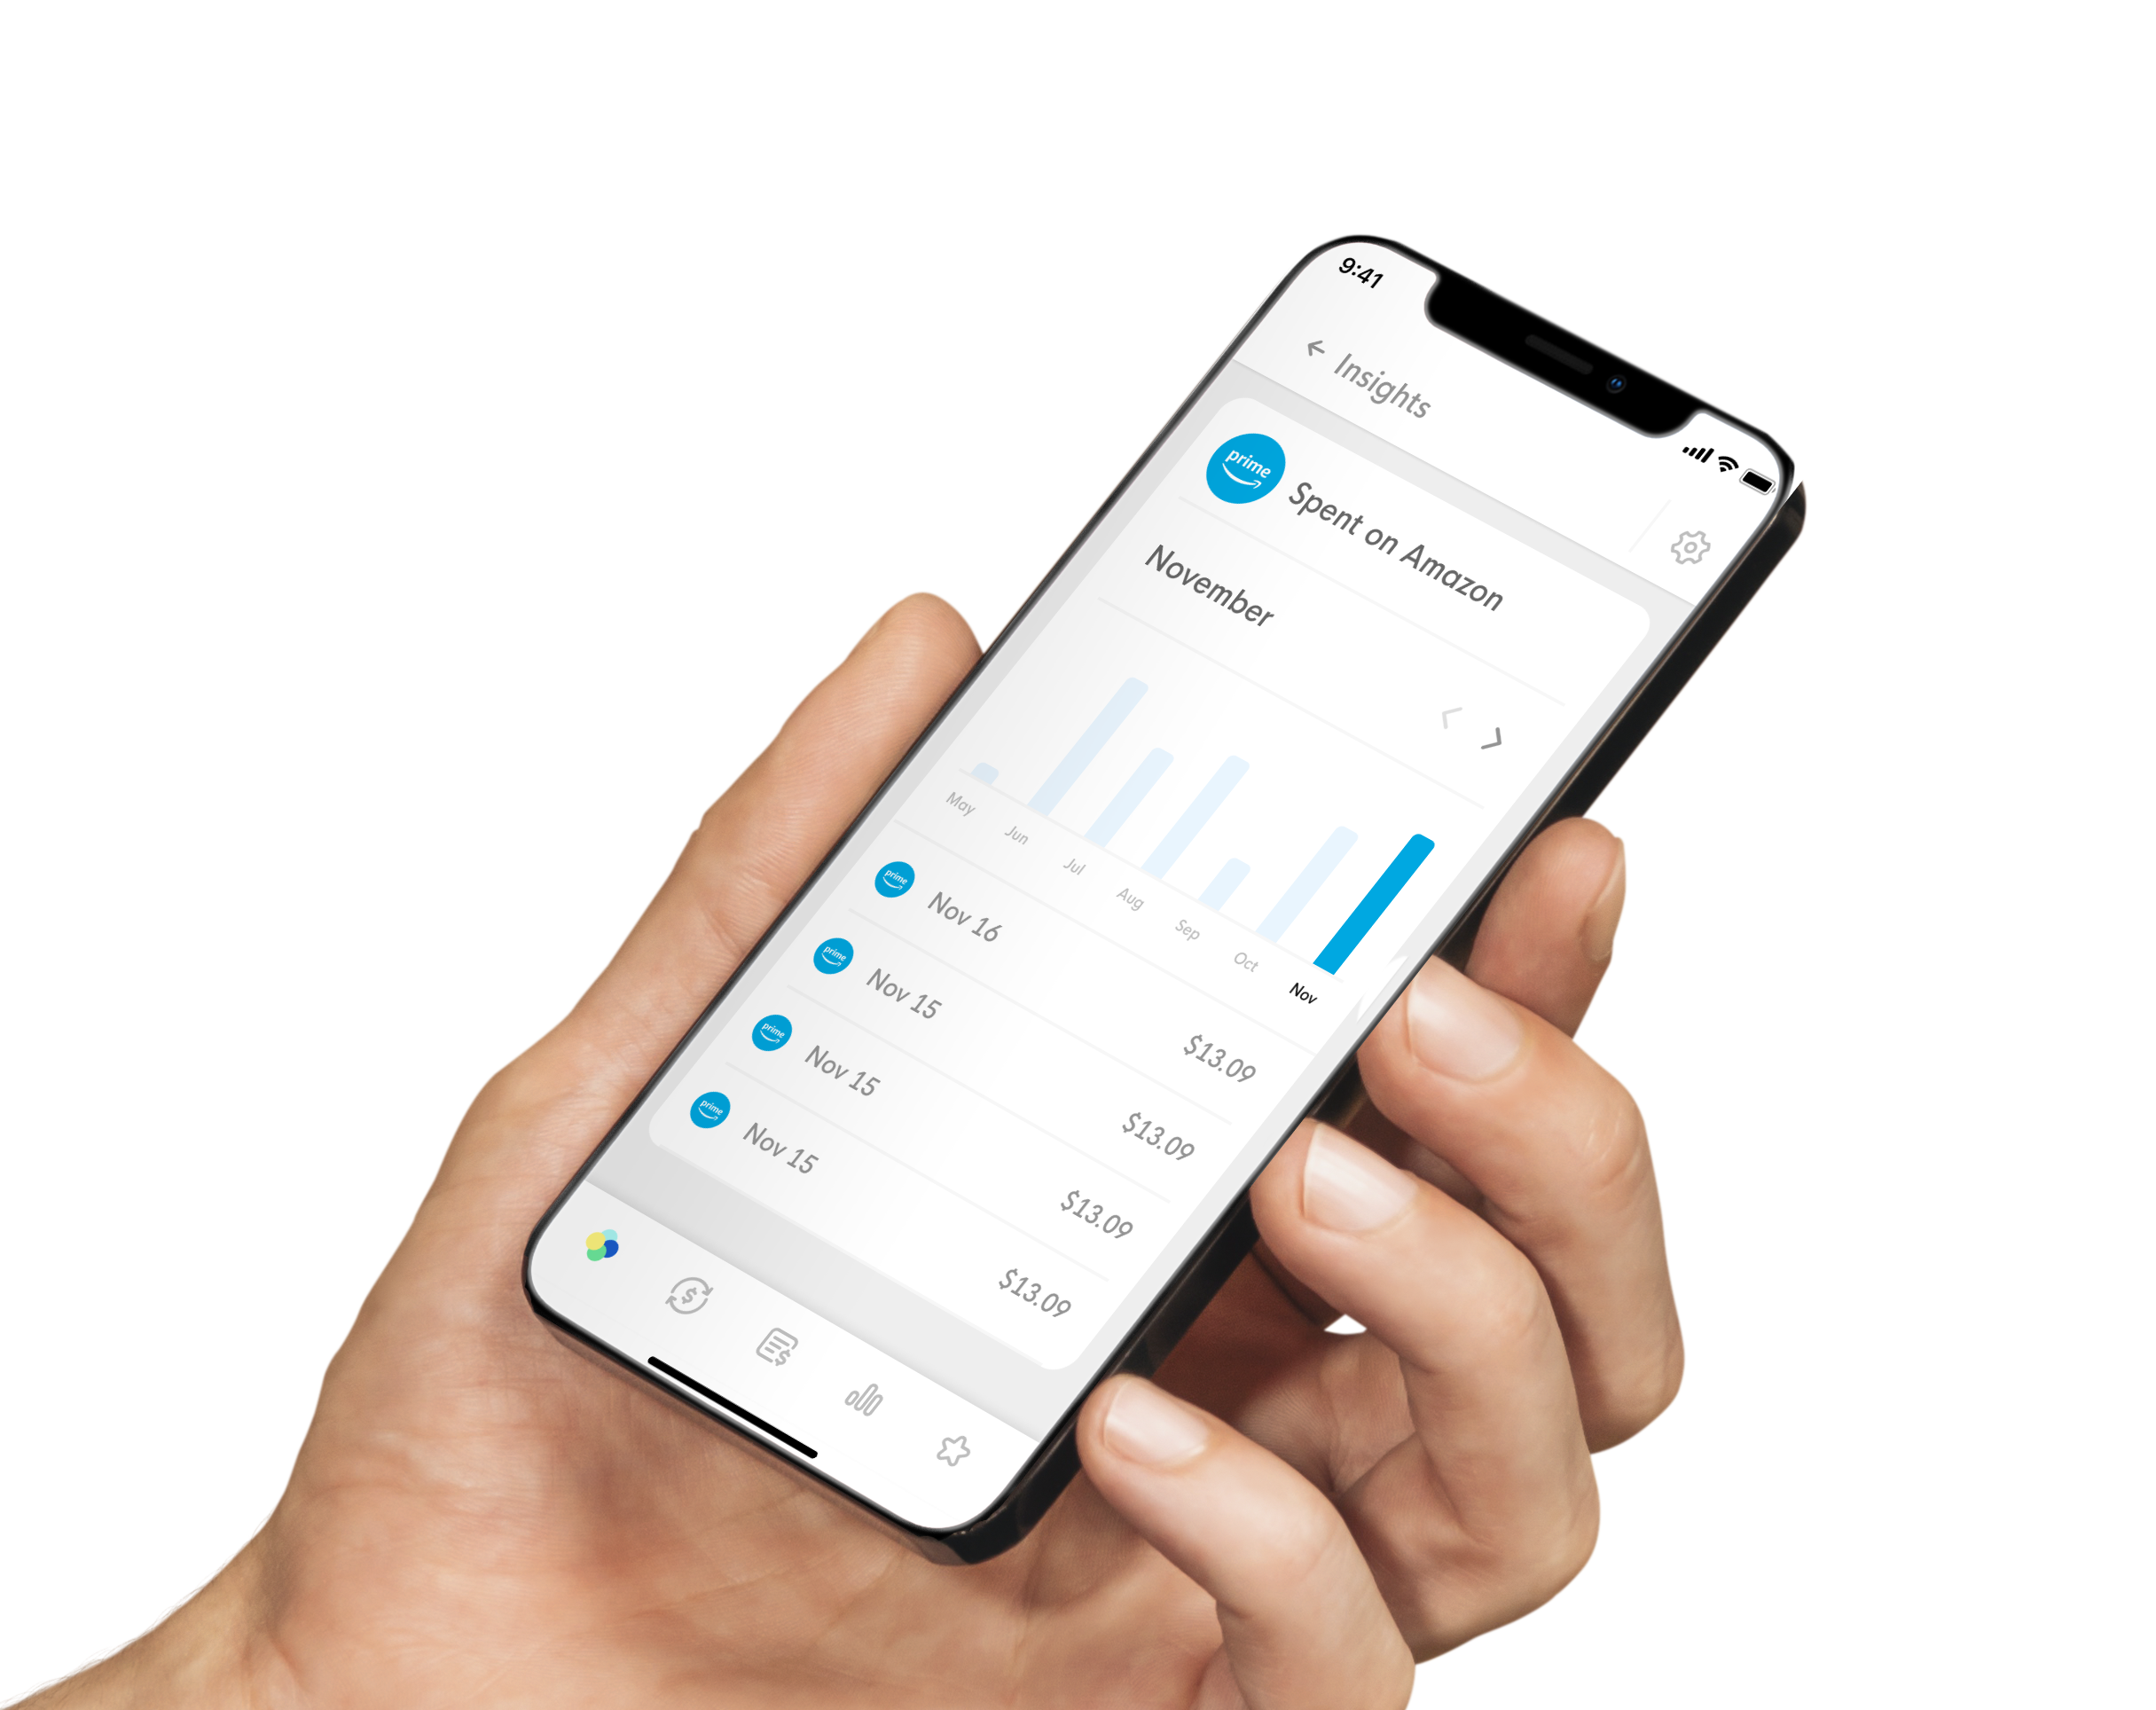 9:41
Insights
prime
Spent on Amazon
November
May Jun Jul Aug Sep Oct Nov
prime Nov 16 $13.09
prime Nov 15 $13.09
prime Nov 15 $13.09
prime Nov 15 $13.09